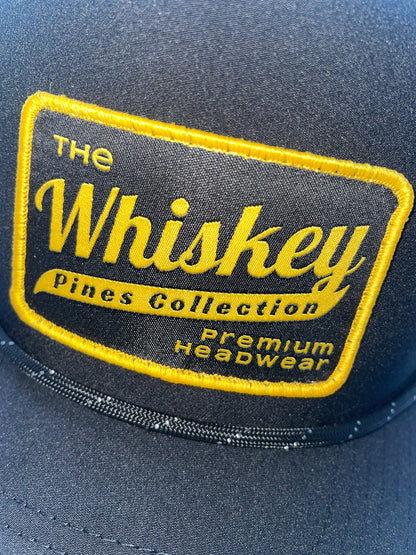 THe
Whiskey
Pines Collection
Premium
HeaDWear